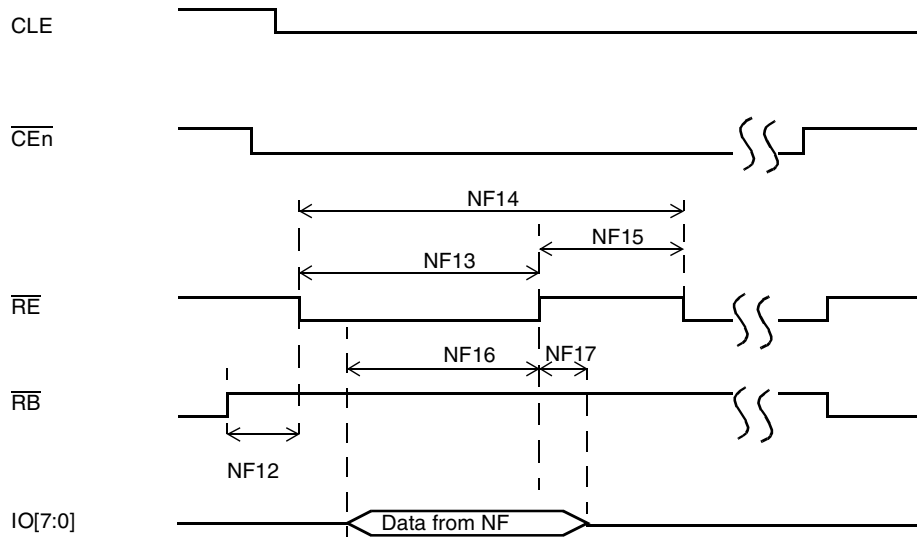 CLE
CEn
NF14
NF15
NF13
RE
NF16
NF17
RB
NF12
IO[7:0]
Data from NF